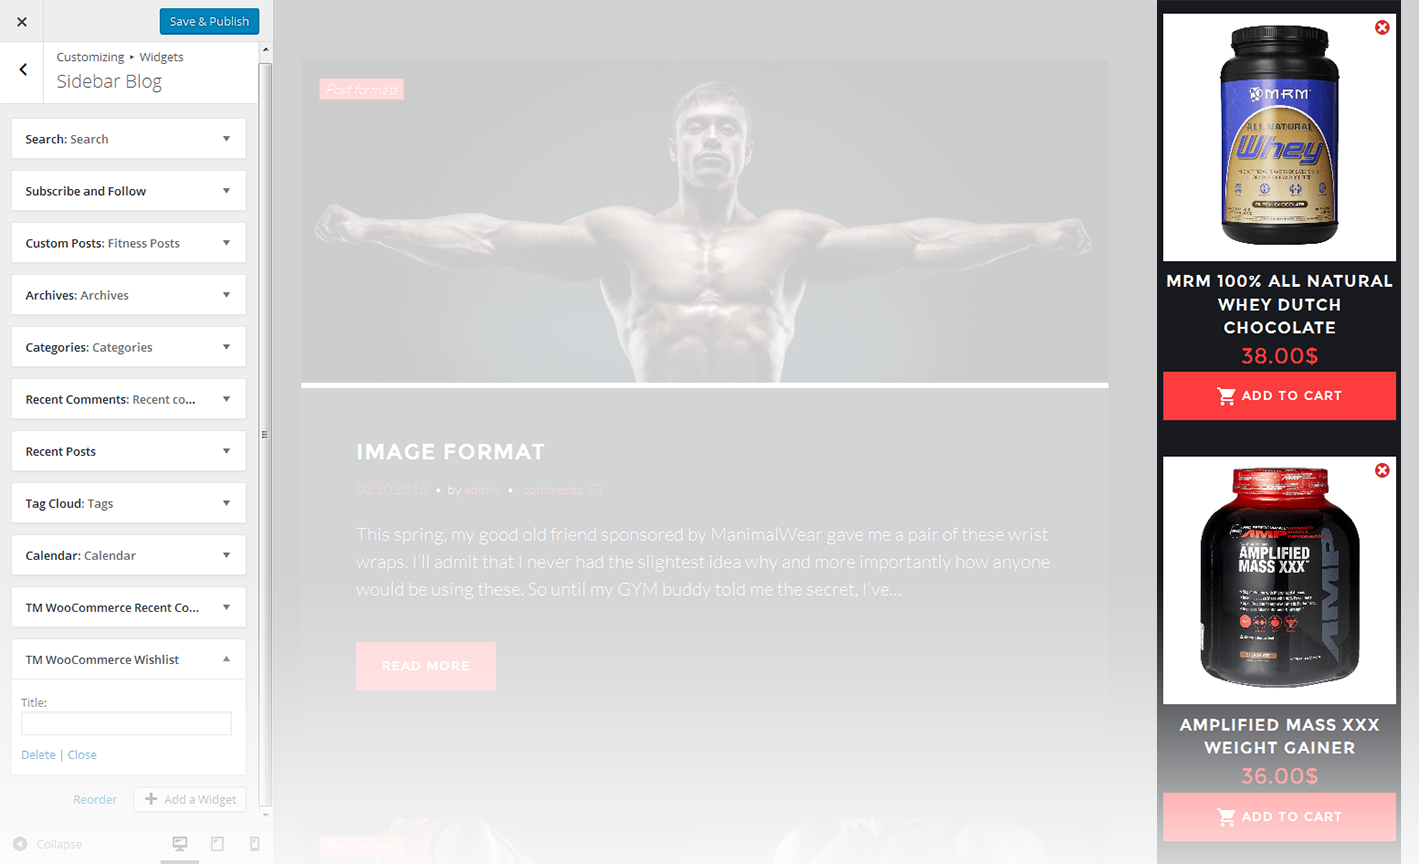 Save & Publish
Customizing ▸ Widgets
Sidebar Blog
Search: Search
Subscribe and Follow
Custom Posts: Fitness Posts
Archives: Archives
Categories: Categories
Recent Comments: Recent co...
Recent Posts
Tag Cloud: Tags
Calendar: Calendar
TM WooCommerce Recent Co...
TM WooCommerce Wishlist
Title:
Delete | Close
Reorder
Add a Widget
Collapse
Post formats
IMAGE FORMAT
03.30.2016 • by admin • comments (0)
This spring, my good old friend sponsored by ManimalWear gave me a pair of these wrist
wraps. I'll admit that I never had the slightest idea why and more importantly how anyone
would be using these. So until my GYM buddy told me the secret, I've...
READ MORE
MRM
ALL NATURAL
Whey
DUTCH CHOCOLATE
MRM 100% ALL NATURAL
WHEY DUTCH
CHOCOLATE
38.00$
ADD TO CART
AMP
AMPLIFIED
MASS XXX
AMP
AMPLIFIED MASS XXX
WEIGHT GAINER
36.00$
ADD TO CART